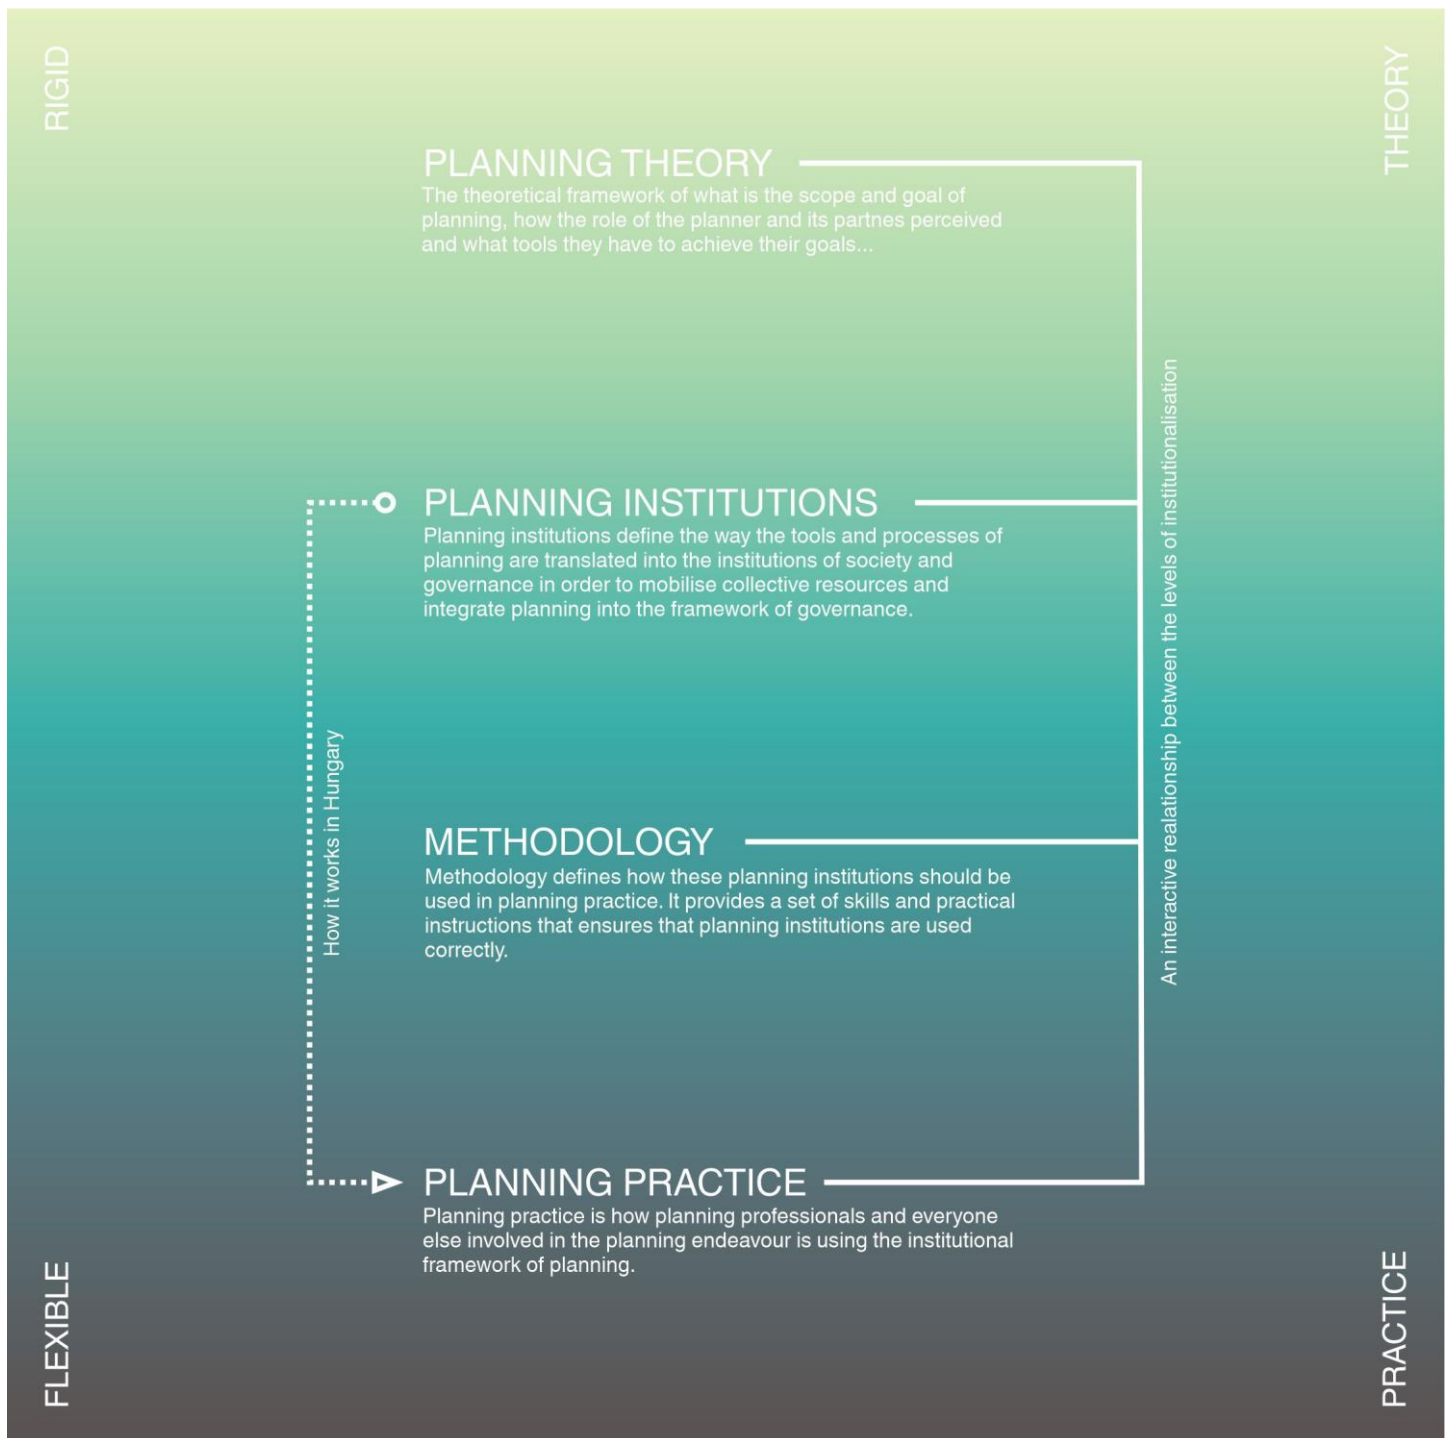 RIGID
THEORY
PLANNING THEORY
The theoretical framework of what is the scope and goal of
planning, how the role of the planner and its partnes perceived
and what tools they have to achieve their goals...
PLANNING INSTITUTIONS
Planning institutions define the way the tools and processes of
planning are translated into the institutions of society and
governance in order to mobilise collective resources and
integrate planning into the framework of governance.
An interactive realationship between the levels of institutionalisation
How it works in Hungary
METHODOLOGY
Methodology defines how these planning institutions should be
used in planning practice. It provides a set of skills and practical
instructions that ensures that planning institutions are used
correctly.
PLANNING PRACTICE
Planning practice is how planning professionals and everyone
else involved in the planning endeavour is using the institutional
framework of planning.
FLEXIBLE
PRACTICE